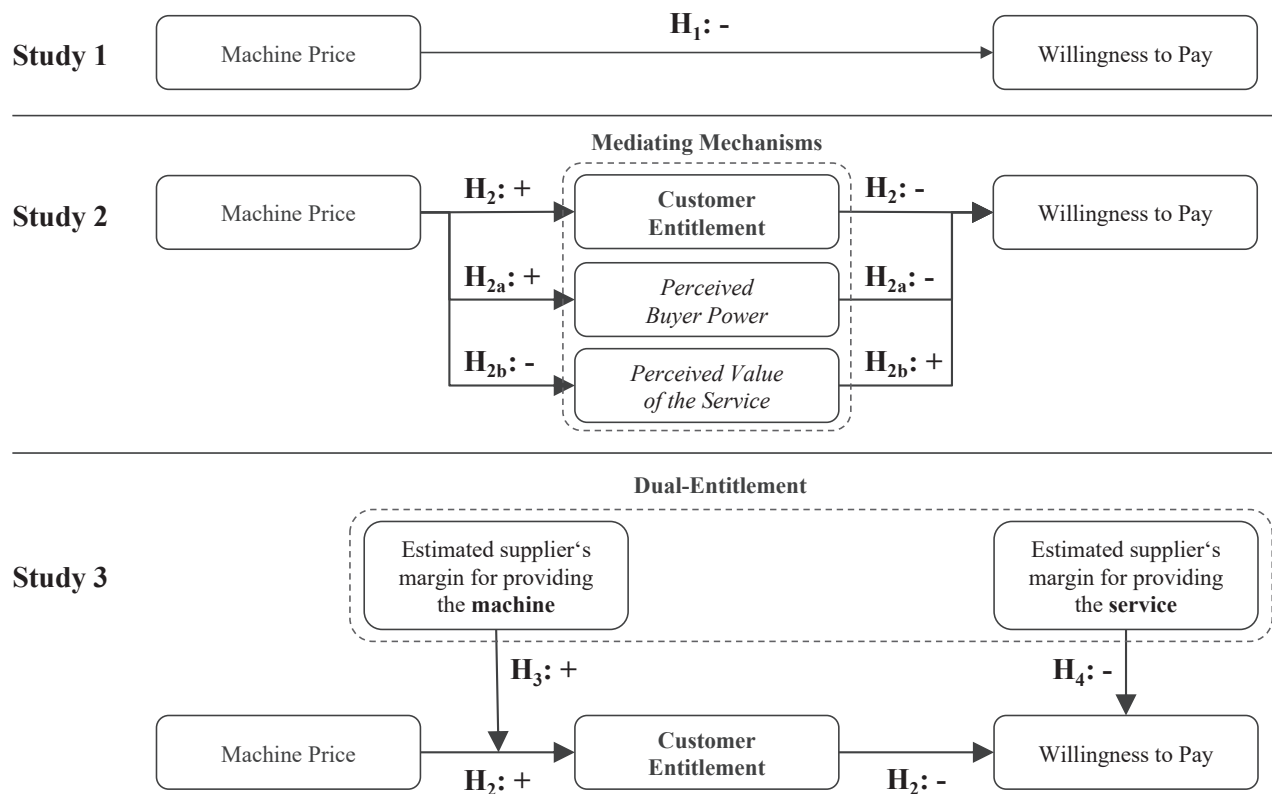 H1: -
Study 1
Machine Price
Willingness to Pay
Mediating Mechanisms
Study 2
Machine Price
H2: +
Customer
Entitlement
H2: -
Willingness to Pay
H2a: +
Perceived
Buyer Power
H2a: -
H2b: -
Perceived Value
of the Service
H2b: +
Dual-Entitlement
Study 3
Estimated supplier‘s
margin for providing
the machine
Estimated supplier‘s
margin for providing
the service
H3: +
H4: -
Machine Price
H2: +
Customer
Entitlement
H2: -
Willingness to Pay